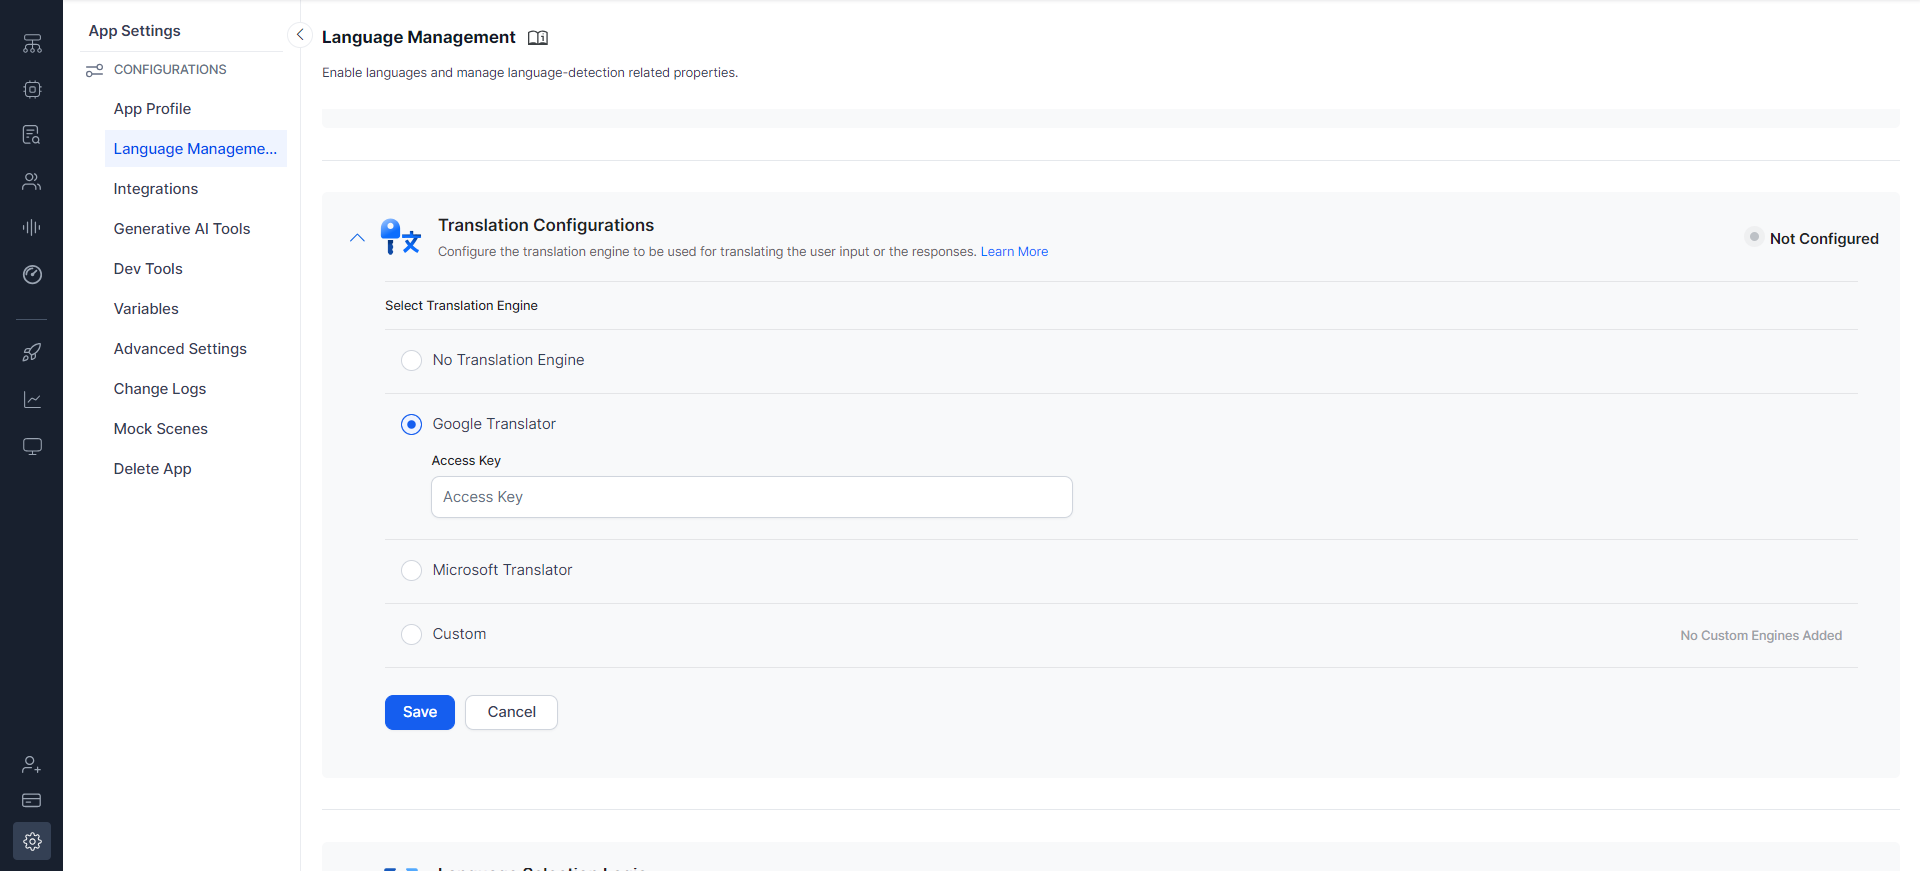 App Settings
CONFIGURATIONS
App Profile
Language Manageme...
Integrations
Generative AI Tools
Dev Tools
Variables
Advanced Settings
Change Logs
Mock Scenes
Delete App
Language Management
Enable languages and manage language-detection related properties.
Translation Configurations
Configure the translation engine to be used for translating the user input or the responses. Learn More
Not Configured
Select Translation Engine
No Translation Engine
Google Translator
Access Key
Access Key
Microsoft Translator
Custom
No Custom Engines Added
Save
Cancel
Language Selection Logic